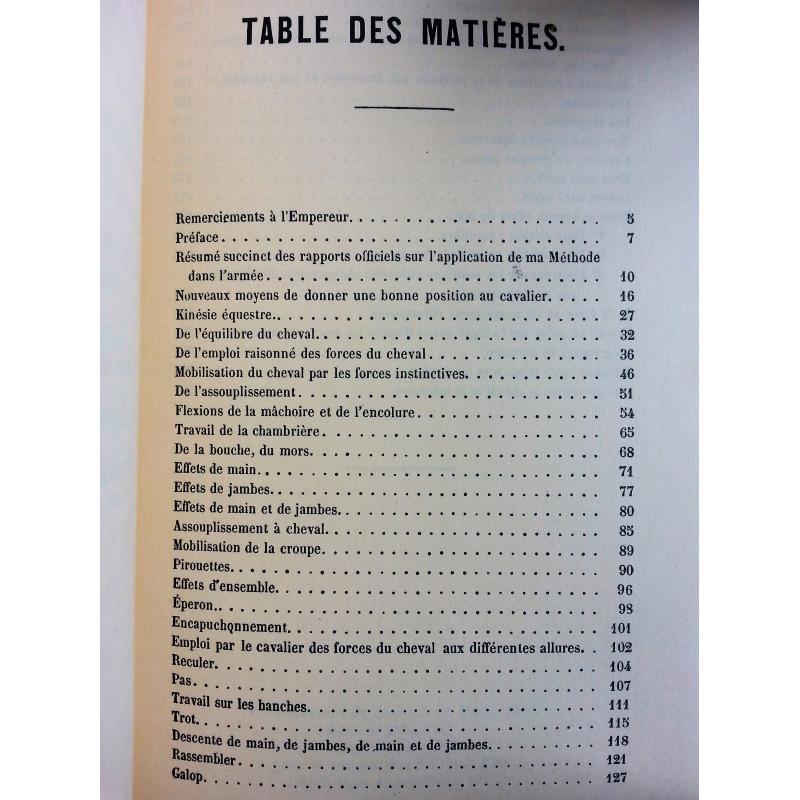 TABLE DES MATIÈRES.
Remerciements à l'Empereur. . . . . . . . . . . . . . . . . . 5
Préface . . . . . . . . . . . . . . . . . . . . . . . . . . . 7
Résumé succinct des rapports officiels sur l'application de ma Méthode
dans l'armée . . . . . . . . . . . . . . . . . . . . . . . . 10
Nouveaux moyens de donner une bonne position au cavalier. . . . 16
Kinésie équestre. . . . . . . . . . . . . . . . . . . . . . . 27
De l'équilibre du cheval. . . . . . . . . . . . . . . . . . . 32
De l'emploi raisonné des forces du cheval . . . . . . . . . . . 36
Mobilisation du cheval par les forces instinctives. . . . . . . . 46
De l'assouplissement . . . . . . . . . . . . . . . . . . . . . 51
Flexions de la mâchoire et de l'encolure . . . . . . . . . . . . 54
Travail de la chambrière . . . . . . . . . . . . . . . . . . . 65
De la bouche, du mors. . . . . . . . . . . . . . . . . . . . . 68
Effets de main. . . . . . . . . . . . . . . . . . . . . . . . 71
Effets de jambes. . . . . . . . . . . . . . . . . . . . . . . 77
Effets de main et de jambes. . . . . . . . . . . . . . . . . . 80
Assouplissement à cheval. . . . . . . . . . . . . . . . . . . 85
Mobilisation de la croupe. . . . . . . . . . . . . . . . . . . 89
Pirouettes. . . . . . . . . . . . . . . . . . . . . . . . . . 90
Effets d'ensemble. . . . . . . . . . . . . . . . . . . . . . . 96
Éperon. . . . . . . . . . . . . . . . . . . . . . . . . . . . 98
Encapuchonnement. . . . . . . . . . . . . . . . . . . . . . . 101
Emploi par le cavalier des forces du cheval aux différentes allures. . 102
Reculer. . . . . . . . . . . . . . . . . . . . . . . . . . . . 104
Pas. . . . . . . . . . . . . . . . . . . . . . . . . . . . . . 107
Travail sur les hanches. . . . . . . . . . . . . . . . . . . . 111
Trot. . . . . . . . . . . . . . . . . . . . . . . . . . . . . 115
Descente de main, de jambes, de main et de jambes. . . . . . . . 118
Rassembler . . . . . . . . . . . . . . . . . . . . . . . . . . 121
Galop. . . . . . . . . . . . . . . . . . . . . . . . . . . . . 127